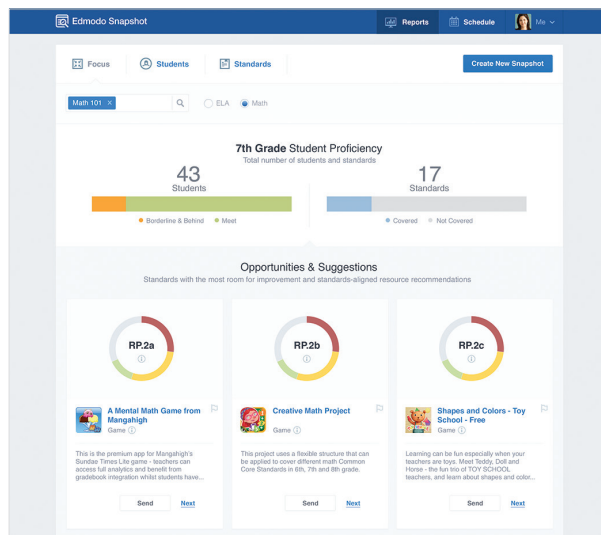 Edmodo Snapshot
Reports
Schedule
Me
Focus
Students
Standards
Create New Snapshot
Math 101 ×
ELA
Math
7th Grade Student Proficiency
Total number of students and standards
43
Students
Borderline & Behind
Meet
17
Standards
Covered
Not Covered
Opportunities & Suggestions
Standards with the most room for improvement and standards-aligned resource recommendations
RP.2a
A Mental Math Game from
Mangahigh
Game
This is the premium app for Mangahigh's
Sundae Times Lite game - teachers can
access full analytics and benefit from
gradebook integration whilst students have...
Send
Next
RP.2b
Creative Math Project
Game
This project uses a flexible structure that can
be applied to cover different math Common
Core Standards in 6th, 7th and 8th grade.
Send
Next
RP.2c
Shapes and Colors - Toy
School - Free
Game
Learning can be fun especially when your
teachers are toys. Meet Teddy, Doll and
Horse - the fun trio of TOY SCHOOL
teachers, and learn about shapes and color...
Send
Next